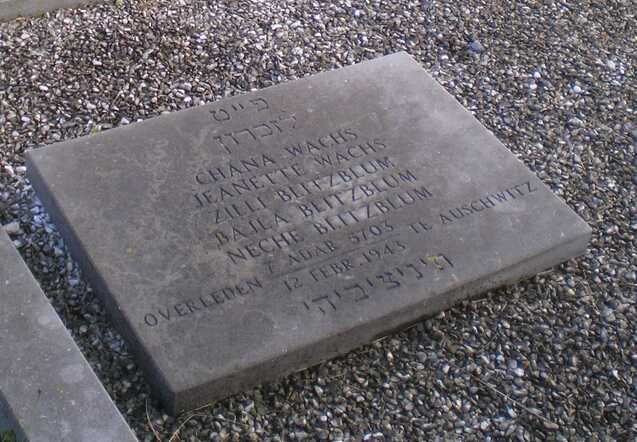 לזכרון
CHANA WACHS
JEANETTE WACHS
ZILLI BLITZBLUM
BAJLA BLITZBLUM
NECHE BLITZBLUM
OVERLEDEN 7 ADAR 5703 TE AUSCHWITZ
12 FEBR 1943
ת׳נ׳צ׳ב׳ה׳